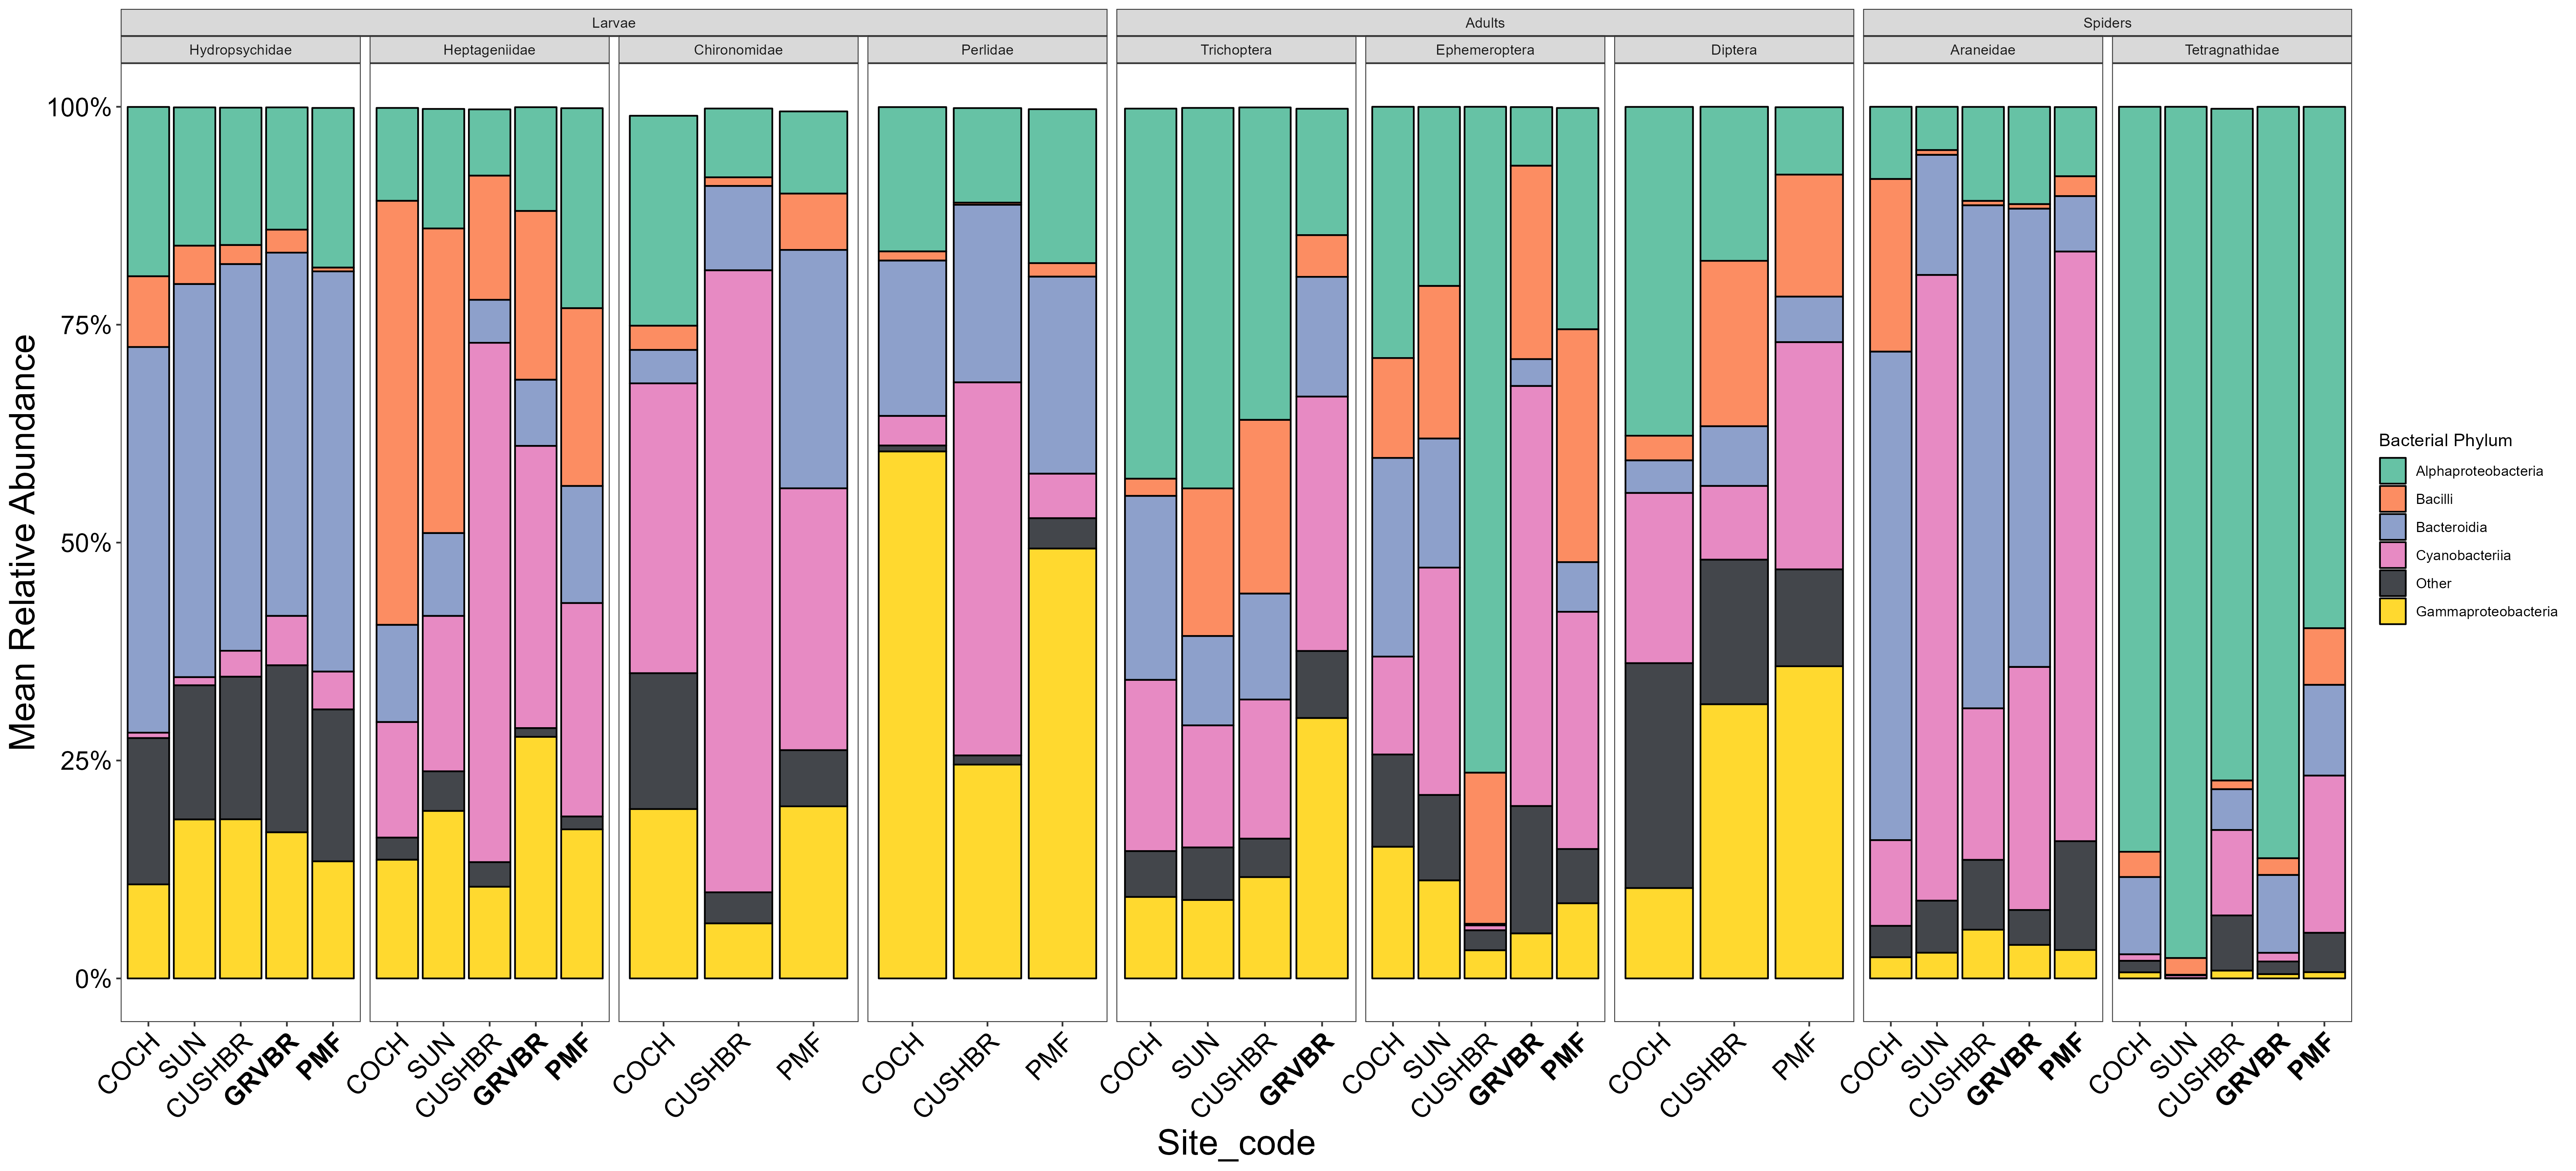 Larvae Adults Spiders
Hydropsychidae Heptageniidae Chironomidae Perlidae Trichoptera Ephemeroptera Diptera Araneidae Tetragnathidae
Mean Relative Abundance
100%
75%
50%
25%
0%
COCH SUN CUSHBR GRVBR PMF COCH SUN CUSHBR GRVBR PMF COCH CUSHBR PMF COCH CUSHBR PMF COCH SUN CUSHBR GRVBR COCH SUN CUSHBR GRVBR PMF COCH CUSHBR PMF COCH SUN CUSHBR GRVBR PMF COCH SUN CUSHBR GRVBR PMF
Site_code
Bacterial Phylum
Alphaproteobacteria
Bacilli
Bacteroidia
Cyanobacteriia
Other
Gammaproteobacteria